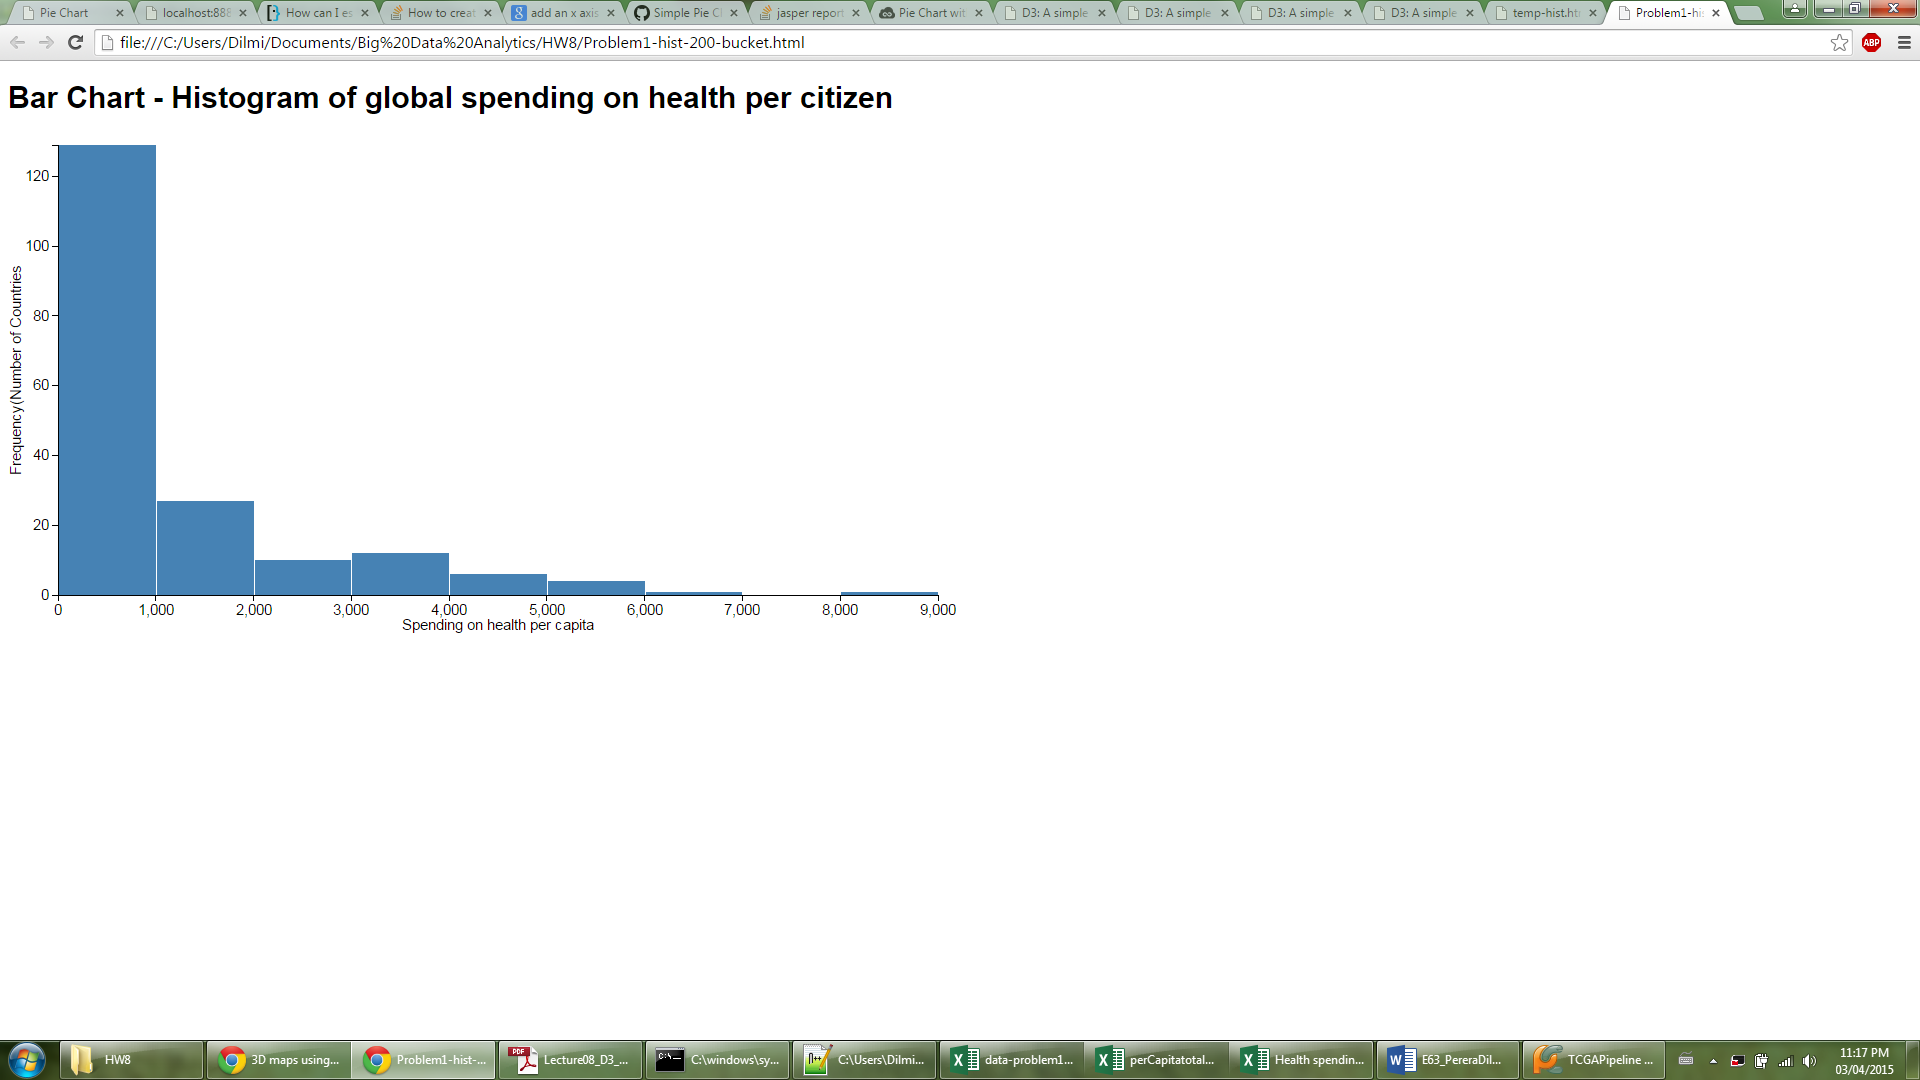 Pie Chart
localhost:888
How can I es
How to creat
add an x axis
Simple Pie C
jasper report
Pie Chart wit
D3: A simple
D3: A simple
D3: A simple
D3: A simple
temp-hist.ht
Problem1-hi
file:///C:/Users/Dilmi/Documents/Big%20Data%20Analytics/HW8/Problem1-hist-200-bucket.html
ABP
Bar Chart - Histogram of global spending on health per citizen
120
100
80
60
40
20
0
Frequency(Number of Countries
0 1,000 2,000 3,000 4,000 5,000 6,000 7,000 8,000 9,000
Spending on health per capita
HW8
3D maps using...
Problem1-hist-...
PDF
Lecture08_D3_...
C:\windows\sy...
C:\Users\Dilmi...
data-problem1...
perCapitatotal...
Health spendin...
E63_PereraDil...
TCGAPipeline ...
11:17 PM
03/04/2015